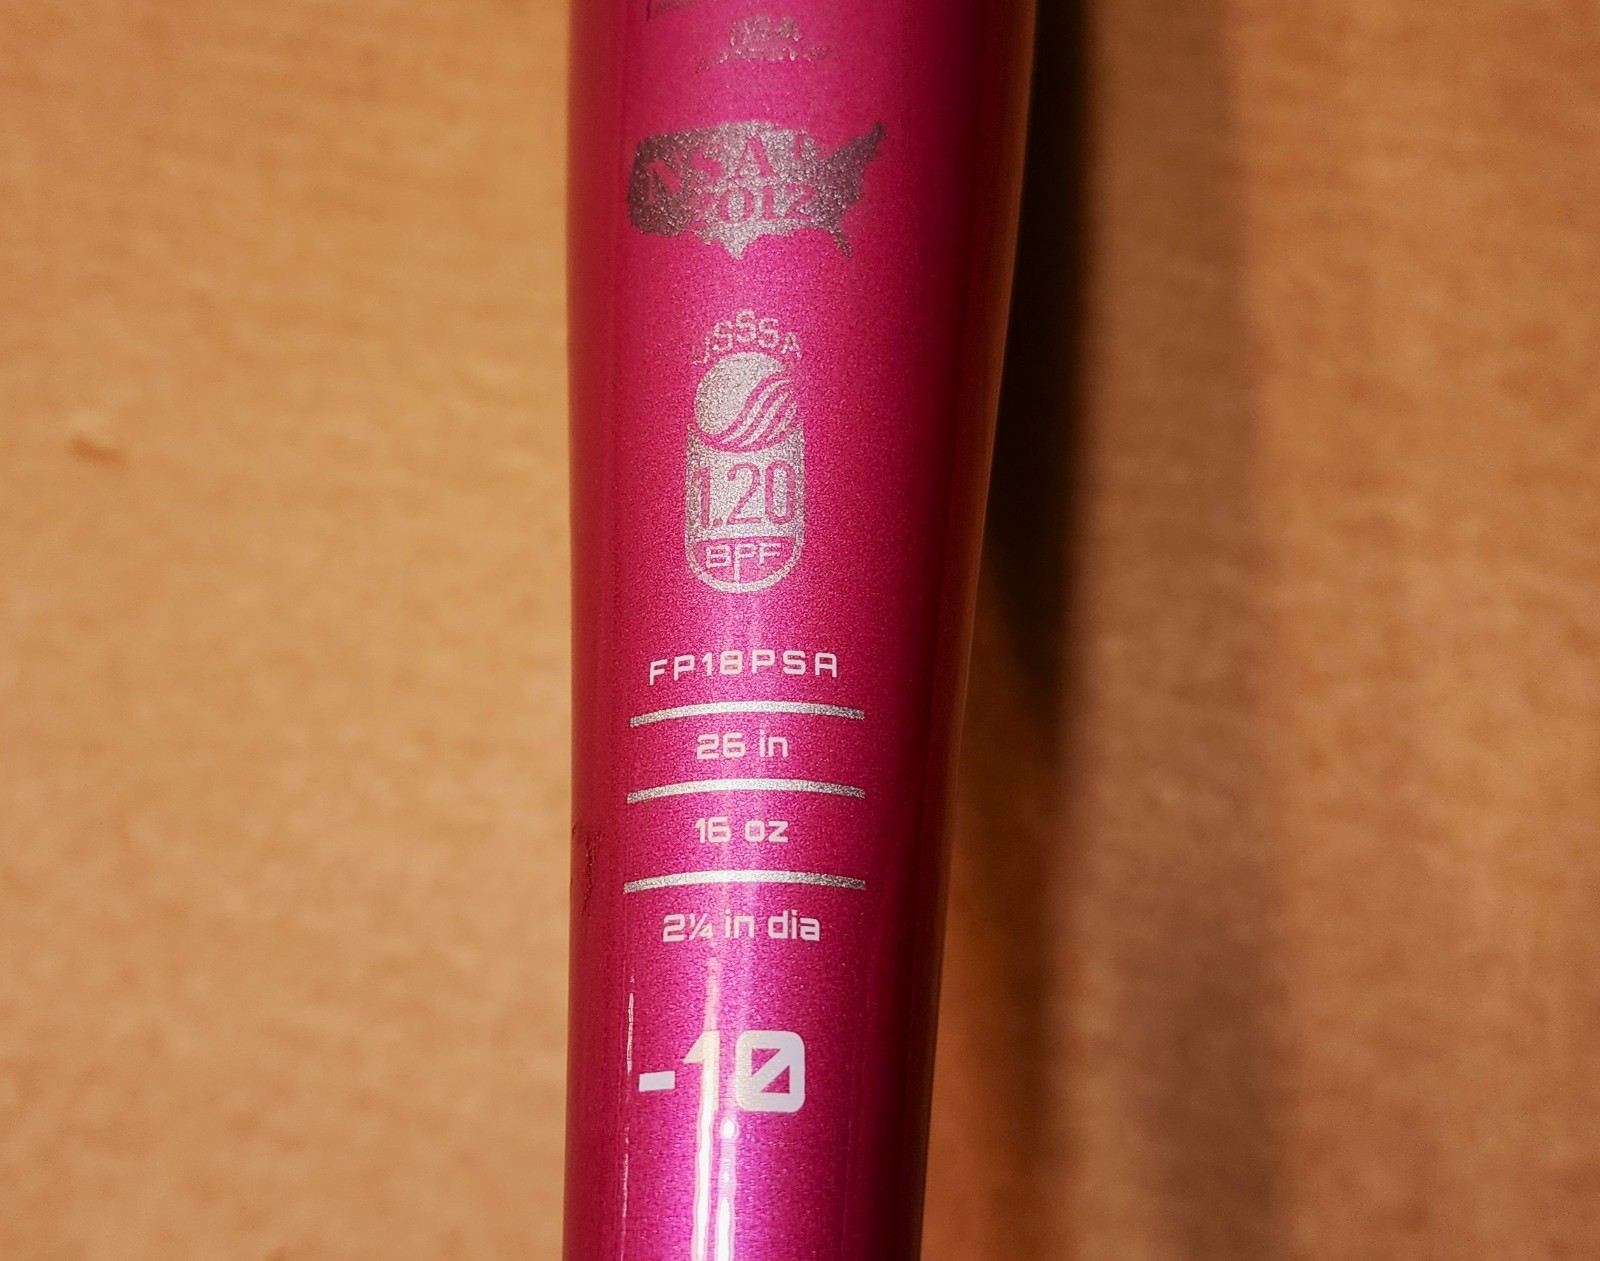 NSA
2012
USSSA
1.20
BPF
FP18PSA
26 in
16 oz
2¼ in dia
-10